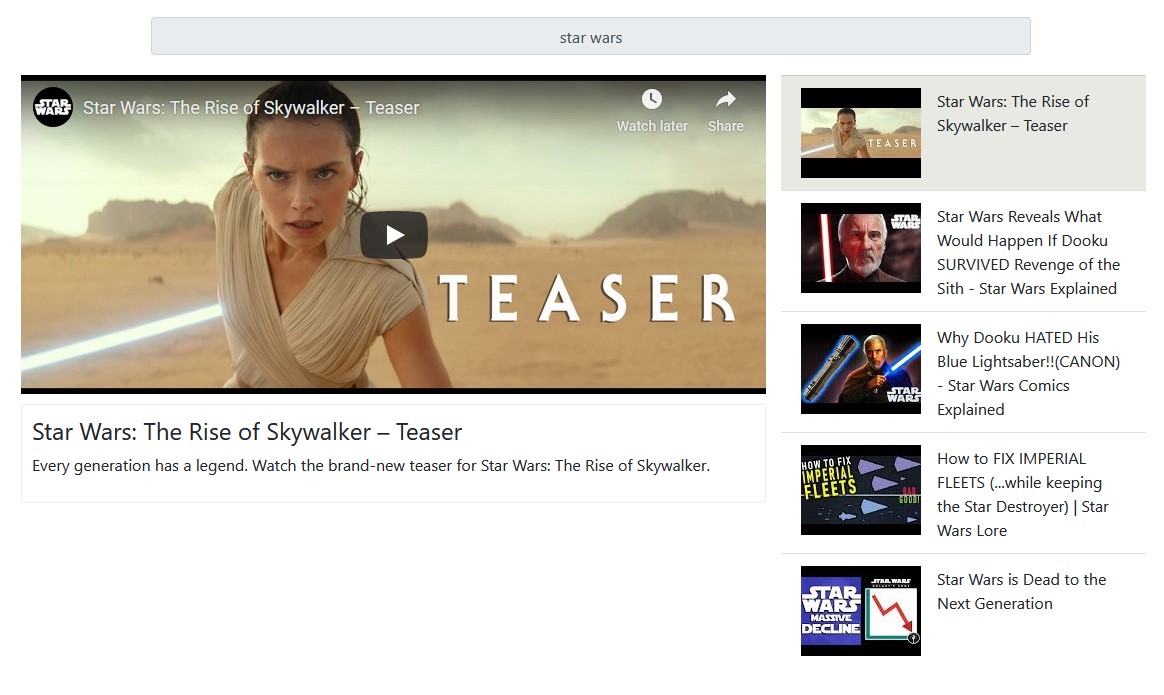 star wars
STAR WARS
Star Wars: The Rise of Skywalker – Teaser
Watch later
Share
TEASER
Star Wars: The Rise of Skywalker – Teaser
Every generation has a legend. Watch the brand-new teaser for Star Wars: The Rise of Skywalker.
TEASER
Star Wars: The Rise of
Skywalker – Teaser
STAR WARS
Star Wars Reveals What
Would Happen If Dooku
SURVIVED Revenge of the
Sith - Star Wars Explained
STAR WARS
Why Dooku HATED His
Blue Lightsaber!!(CANON)
- Star Wars Comics
Explained
HOW TO FIX
IMPERIAL
FLEETS
BAD
GOOD!
How to FIX IMPERIAL
FLEETS (...while keeping
the Star Destroyer) | Star
Wars Lore
STAR
WARS
MASSIVE
DECLINE
STAR WARS
Star Wars is Dead to the
Next Generation